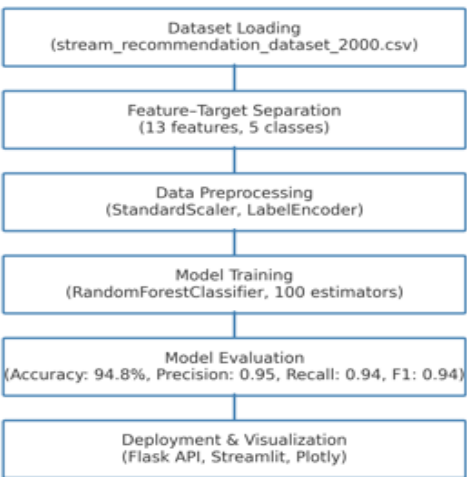 Dataset Loading
(stream_recommendation_dataset_2000.csv)
Feature–Target Separation
(13 features, 5 classes)
Data Preprocessing
(StandardScaler, LabelEncoder)
Model Training
(RandomForestClassifier, 100 estimators)
Model Evaluation
(Accuracy: 94.8%, Precision: 0.95, Recall: 0.94, F1: 0.94)
Deployment & Visualization
(Flask API, Streamlit, Plotly)